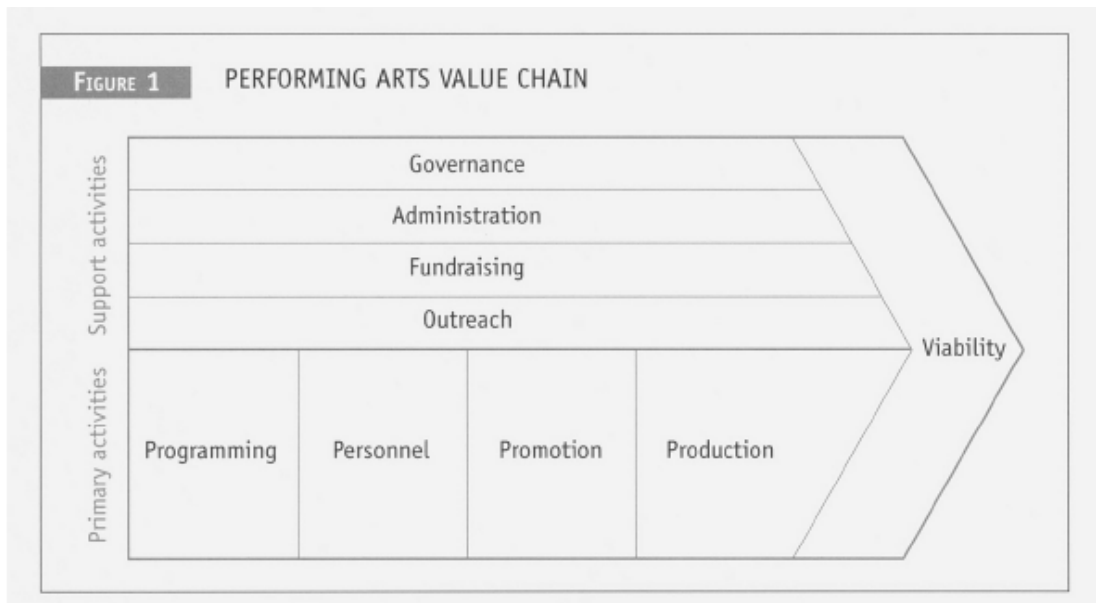 FIGURE 1 PERFORMING ARTS VALUE CHAIN
Support activities
Governance
Administration
Fundraising
Outreach
Viability
Primary activities
Programming Personnel Promotion Production